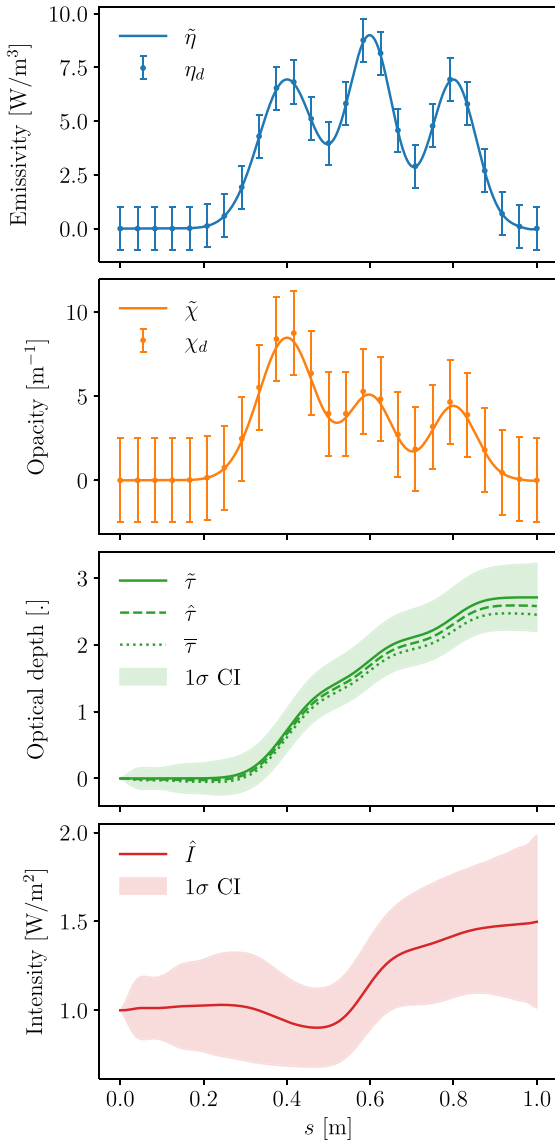 10.0
7.5
5.0
2.5
0.0
Emissivity [W/m³]
η̃
η_d
10
5
0
Opacity [m⁻¹]
χ̃
χ_d
3
2
1
0
Optical depth [.]
τ̃
τ̂
τ̅
1σ CI
2.0
1.5
1.0
Intensity [W/m²]
Î
1σ CI
0.0 0.2 0.4 0.6 0.8 1.0
s [m]